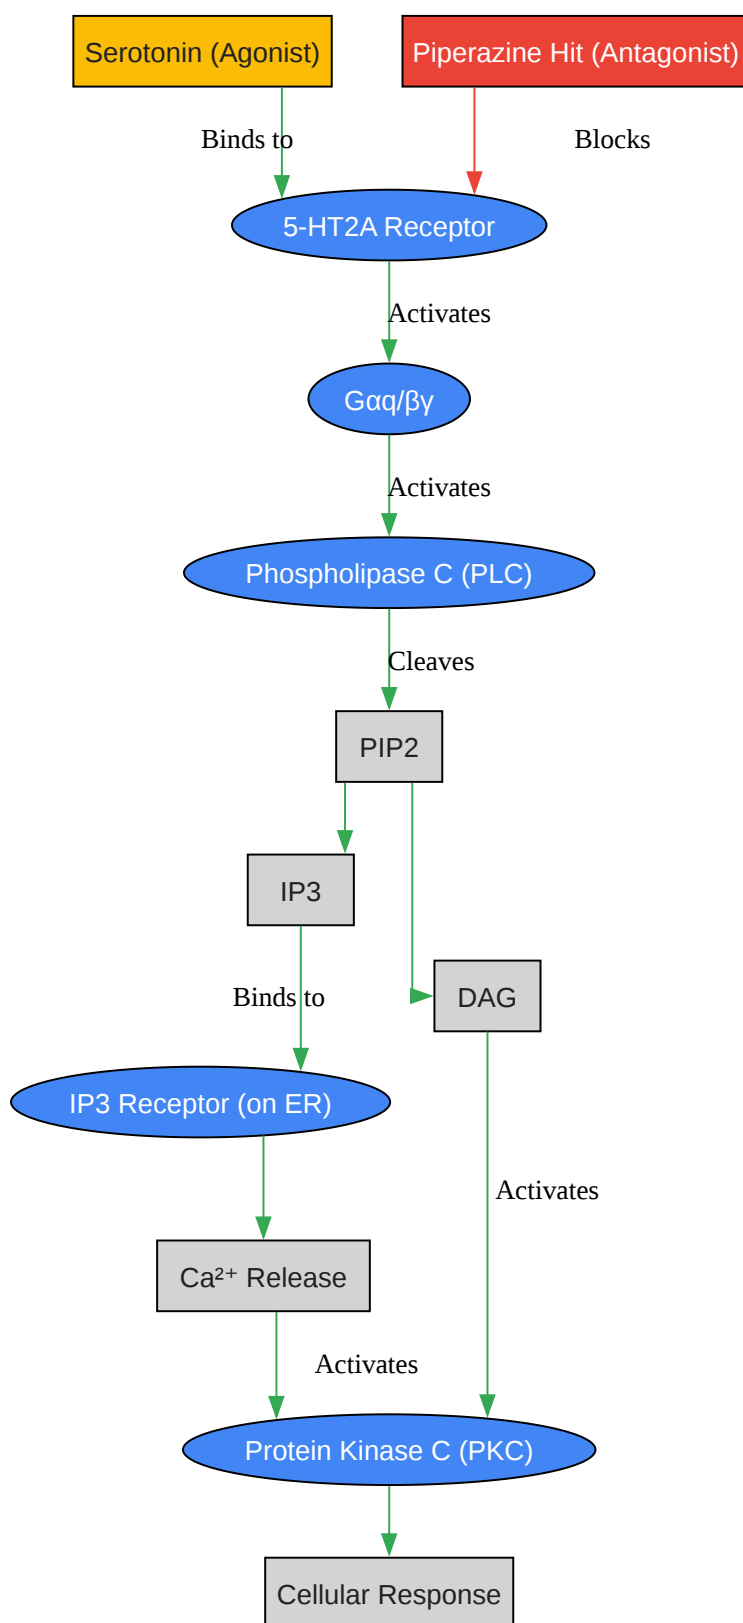 Serotonin (Agonist)
Piperazine Hit (Antagonist)
Binds to
Blocks
5-HT2A Receptor
Activates
Gαq/βγ
Activates
Phospholipase C (PLC)
Cleaves
PIP2
IP3
Binds to
DAG
IP3 Receptor (on ER)
Activates
Ca²⁺ Release
Activates
Protein Kinase C (PKC)
Cellular Response